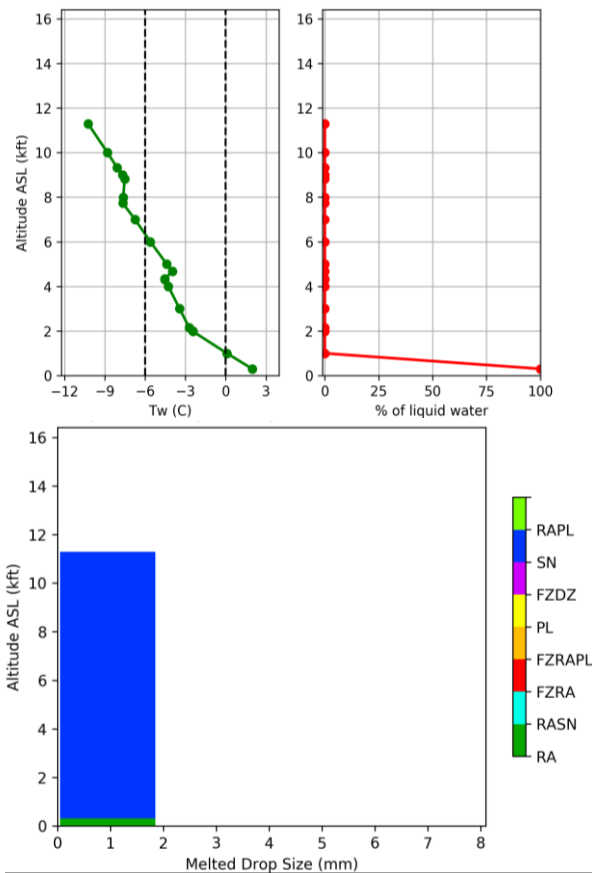 16
14
12
10
8
6
4
2
0
Altitude ASL (kft)
−12 −9 −6 −3 0 3
Tw (C)
16
14
12
10
8
6
4
2
0
0 25 50 75 100
% of liquid water
16
14
12
10
8
6
4
2
0
Altitude ASL (kft)
0 1 2 3 4 5 6 7 8
Melted Drop Size (mm)
RAPL
SN
FZDZ
PL
FZRAPL
FZRA
RASN
RA